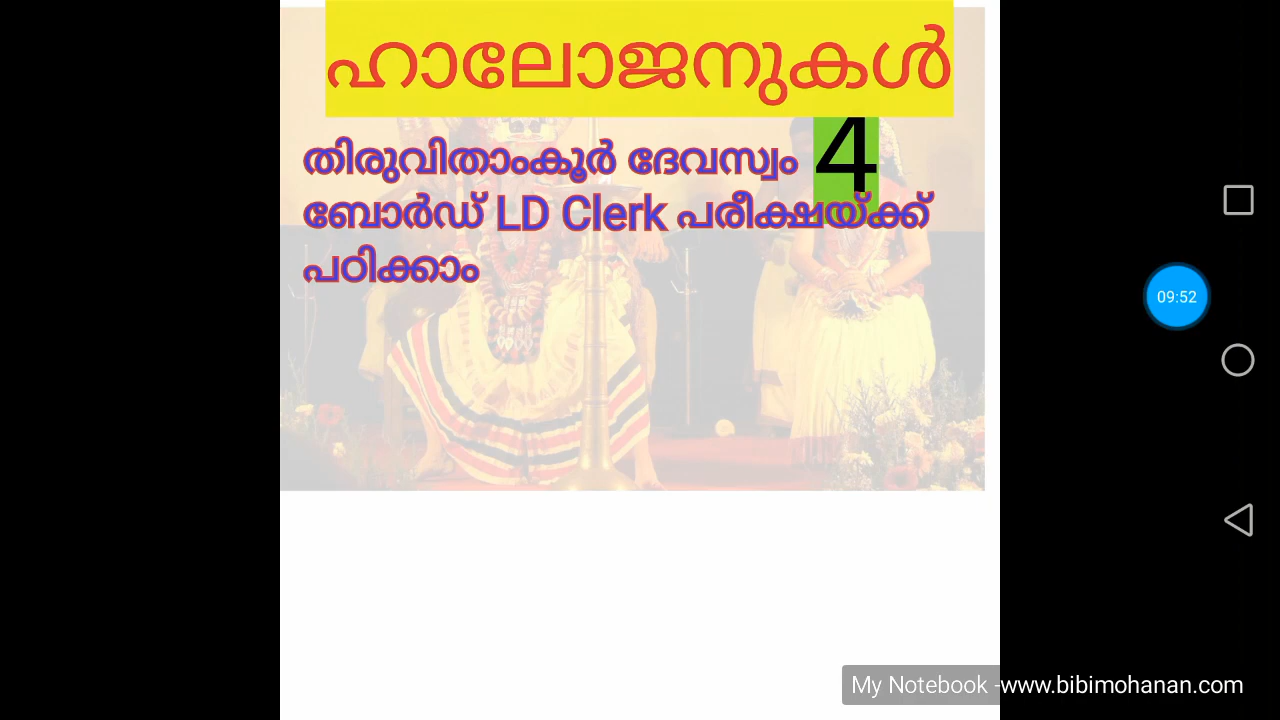 ഹാലോജനുകൾ
തിരുവിതാംകൂർ ദേവസ്വം 4
ബോർഡ് LD Clerk പരീക്ഷയ്ക്ക്
പഠിക്കാം
09:52
My Notebook -www.bibimohanan.com